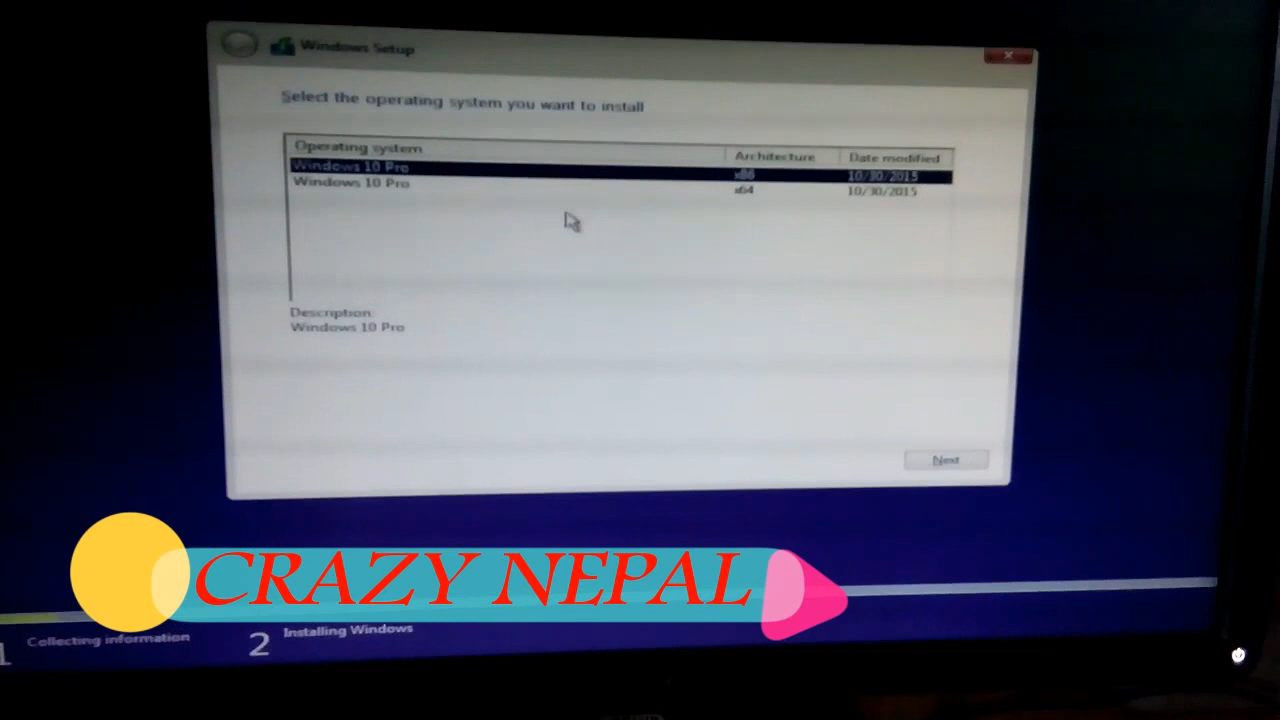 Windows Setup
Select the operating system you want to install
Operating system Architecture Date modified
Windows 10 Pro x86 10/30/2015
Windows 10 Pro x64 10/30/2015
Description:
Windows 10 Pro
Next
CRAZY NEPAL
1 Collecting information
2 Installing Windows